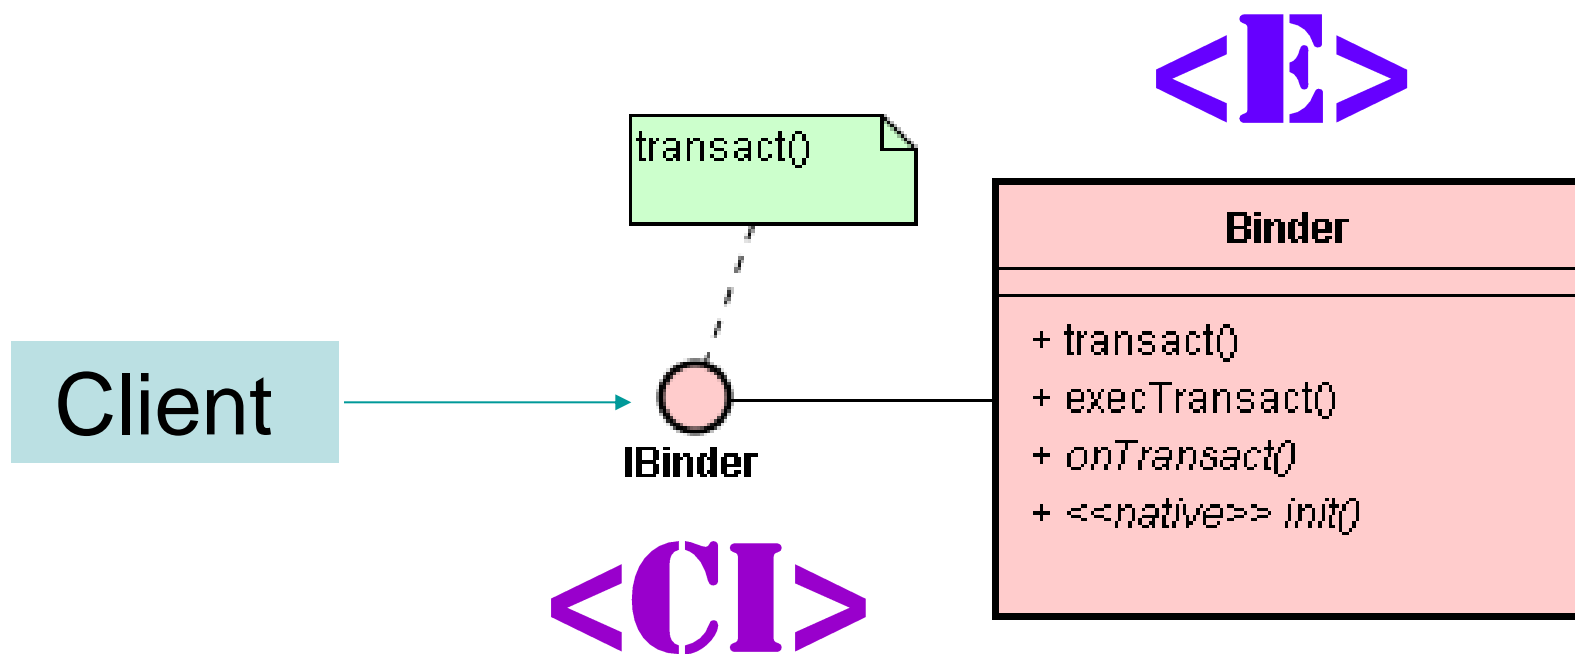 <E>
transact()
Binder
+ transact()
+ execTransact()
+ onTransact()
+ <<native>> init()
Client
IBinder
<CI>